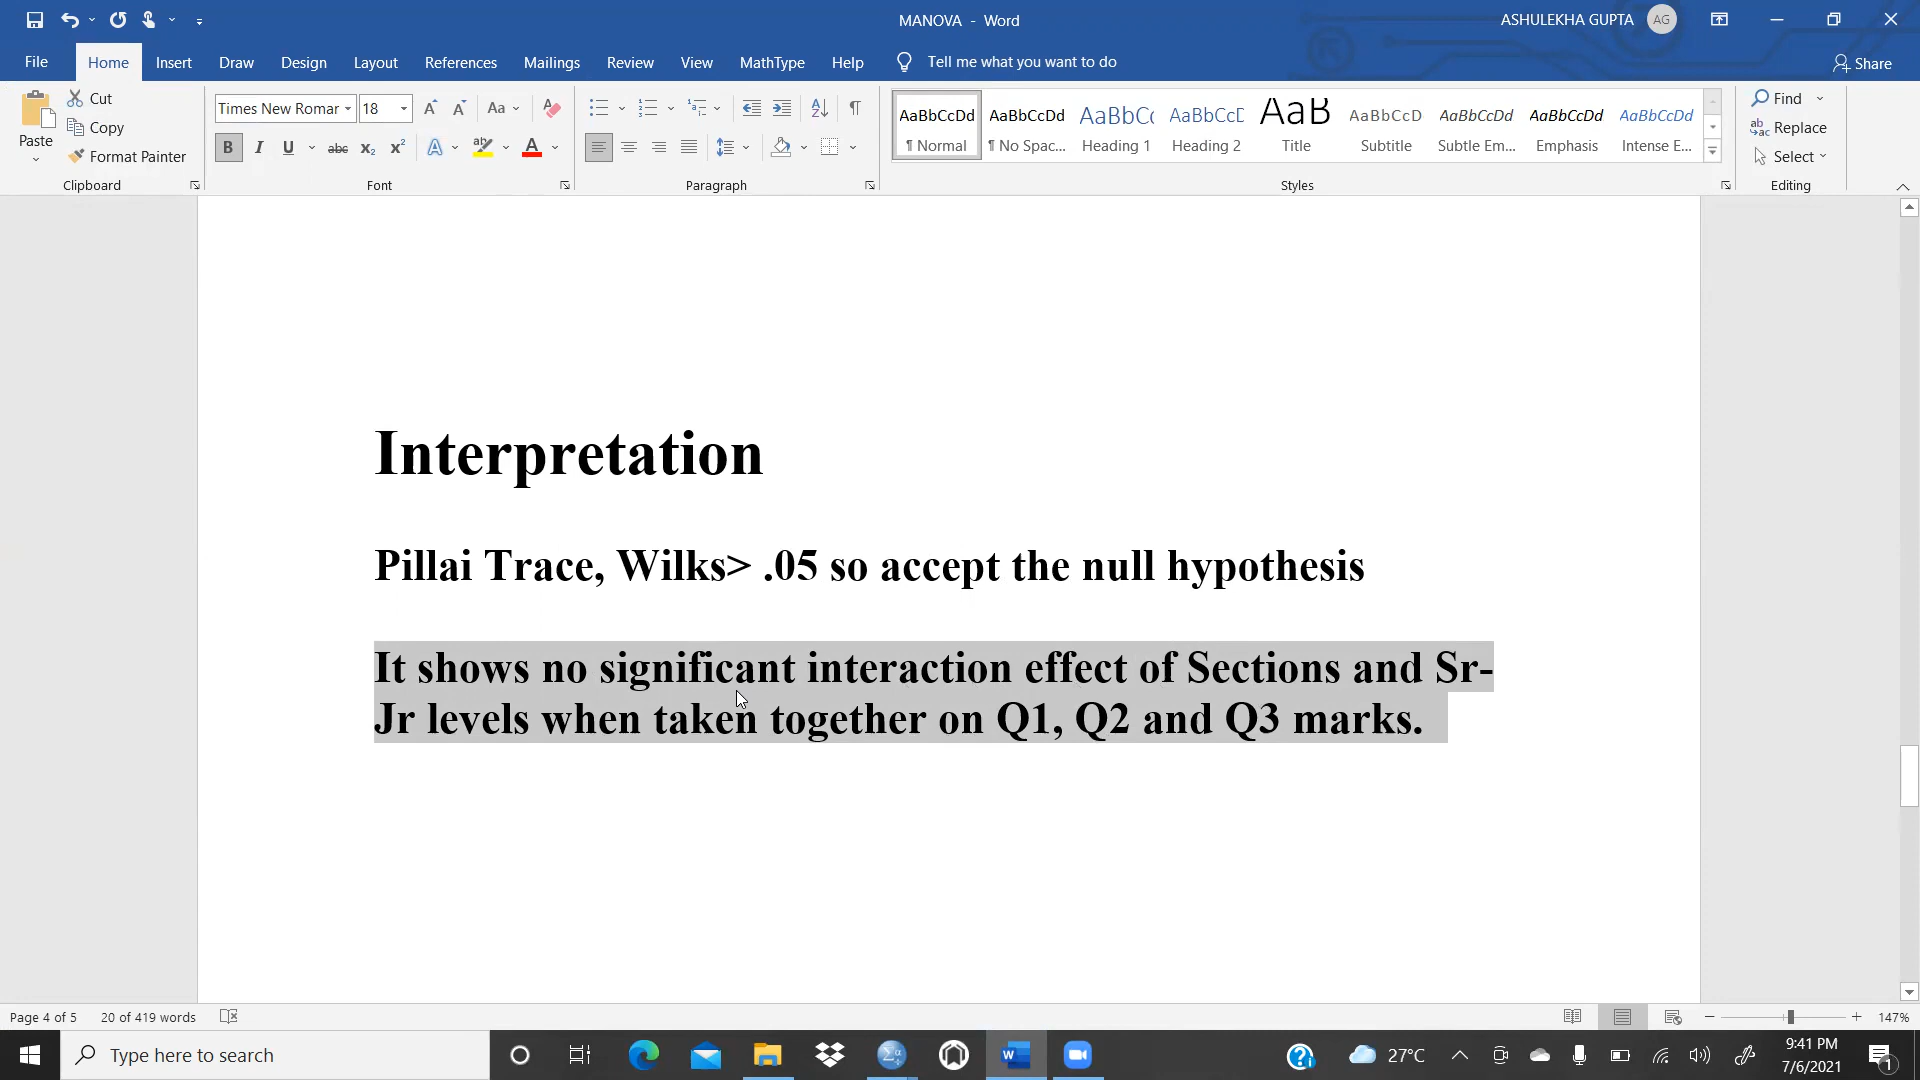 MANOVA - Word
ASHULEKHA GUPTA
AG
File
Home
Insert
Draw
Design
Layout
References
Mailings
Review
View
MathType
Help
Tell me what you want to do
Share
Paste
Cut
Copy
Format Painter
Clipboard
Times New Romar
18
Aa
Font
Paragraph
AaBbCcDd
¶ Normal
AaBbCcDd
¶ No Spac...
AaBbCc
Heading 1
AaBbCcC
Heading 2
AaB
Title
AaBbCcD
Subtitle
AaBbCcDd
Subtle Em...
AaBbCcDd
Emphasis
AaBbCcDd
Intense E...
Styles
Find
Replace
Select
Editing
Interpretation
Pillai Trace, Wilks> .05 so accept the null hypothesis
It shows no significant interaction effect of Sections and Sr-
Jr levels when taken together on Q1, Q2 and Q3 marks.
Page 4 of 5
20 of 419 words
147%
Type here to search
27°C
9:41 PM
7/6/2021
1